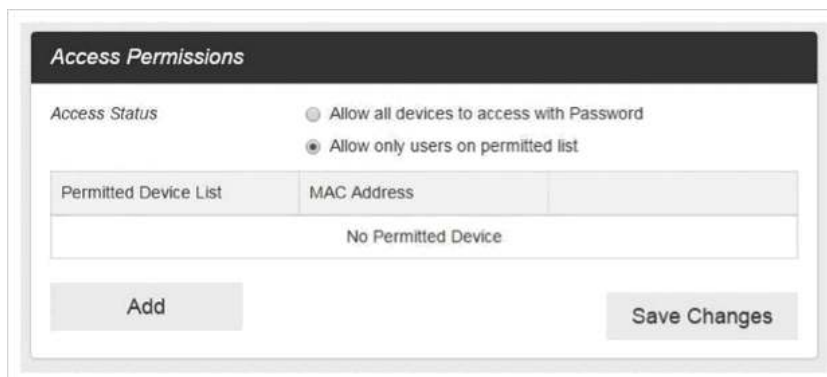 Access Permissions
Access Status
Allow all devices to access with Password
Allow only users on permitted list
Permitted Device List MAC Address
No Permitted Device
Add
Save Changes